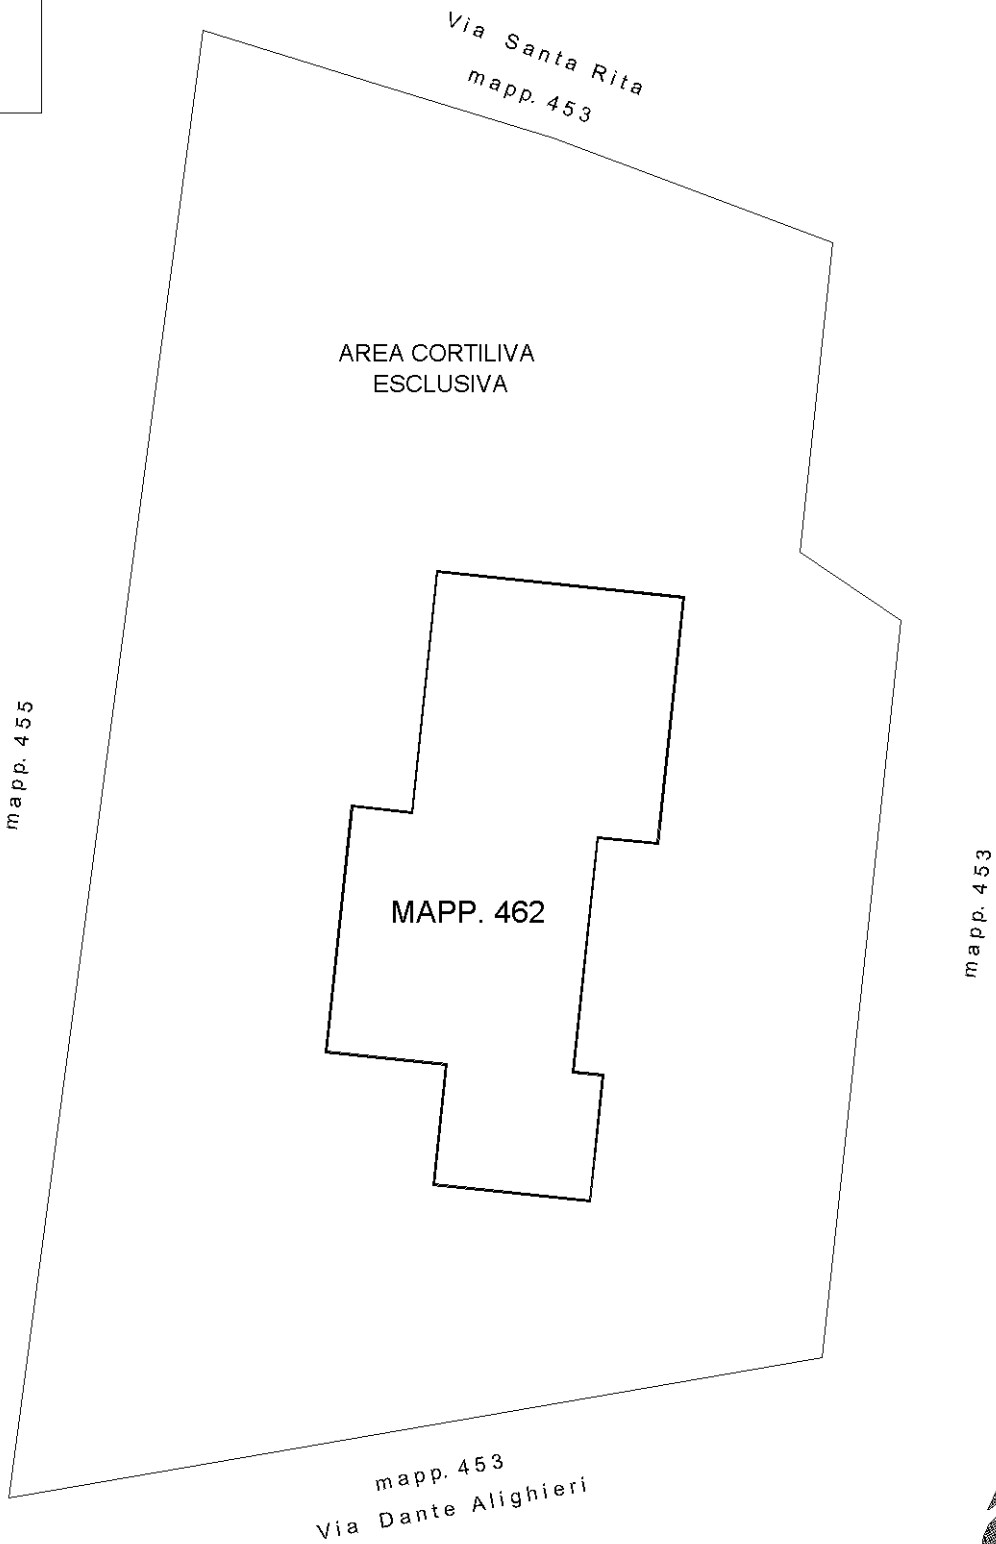 Via Santa Rita
mapp. 453
AREA CORTILIVA
ESCLUSIVA
mapp. 455
MAPP. 462
mapp. 453
mapp. 453
Via Dante Alighieri